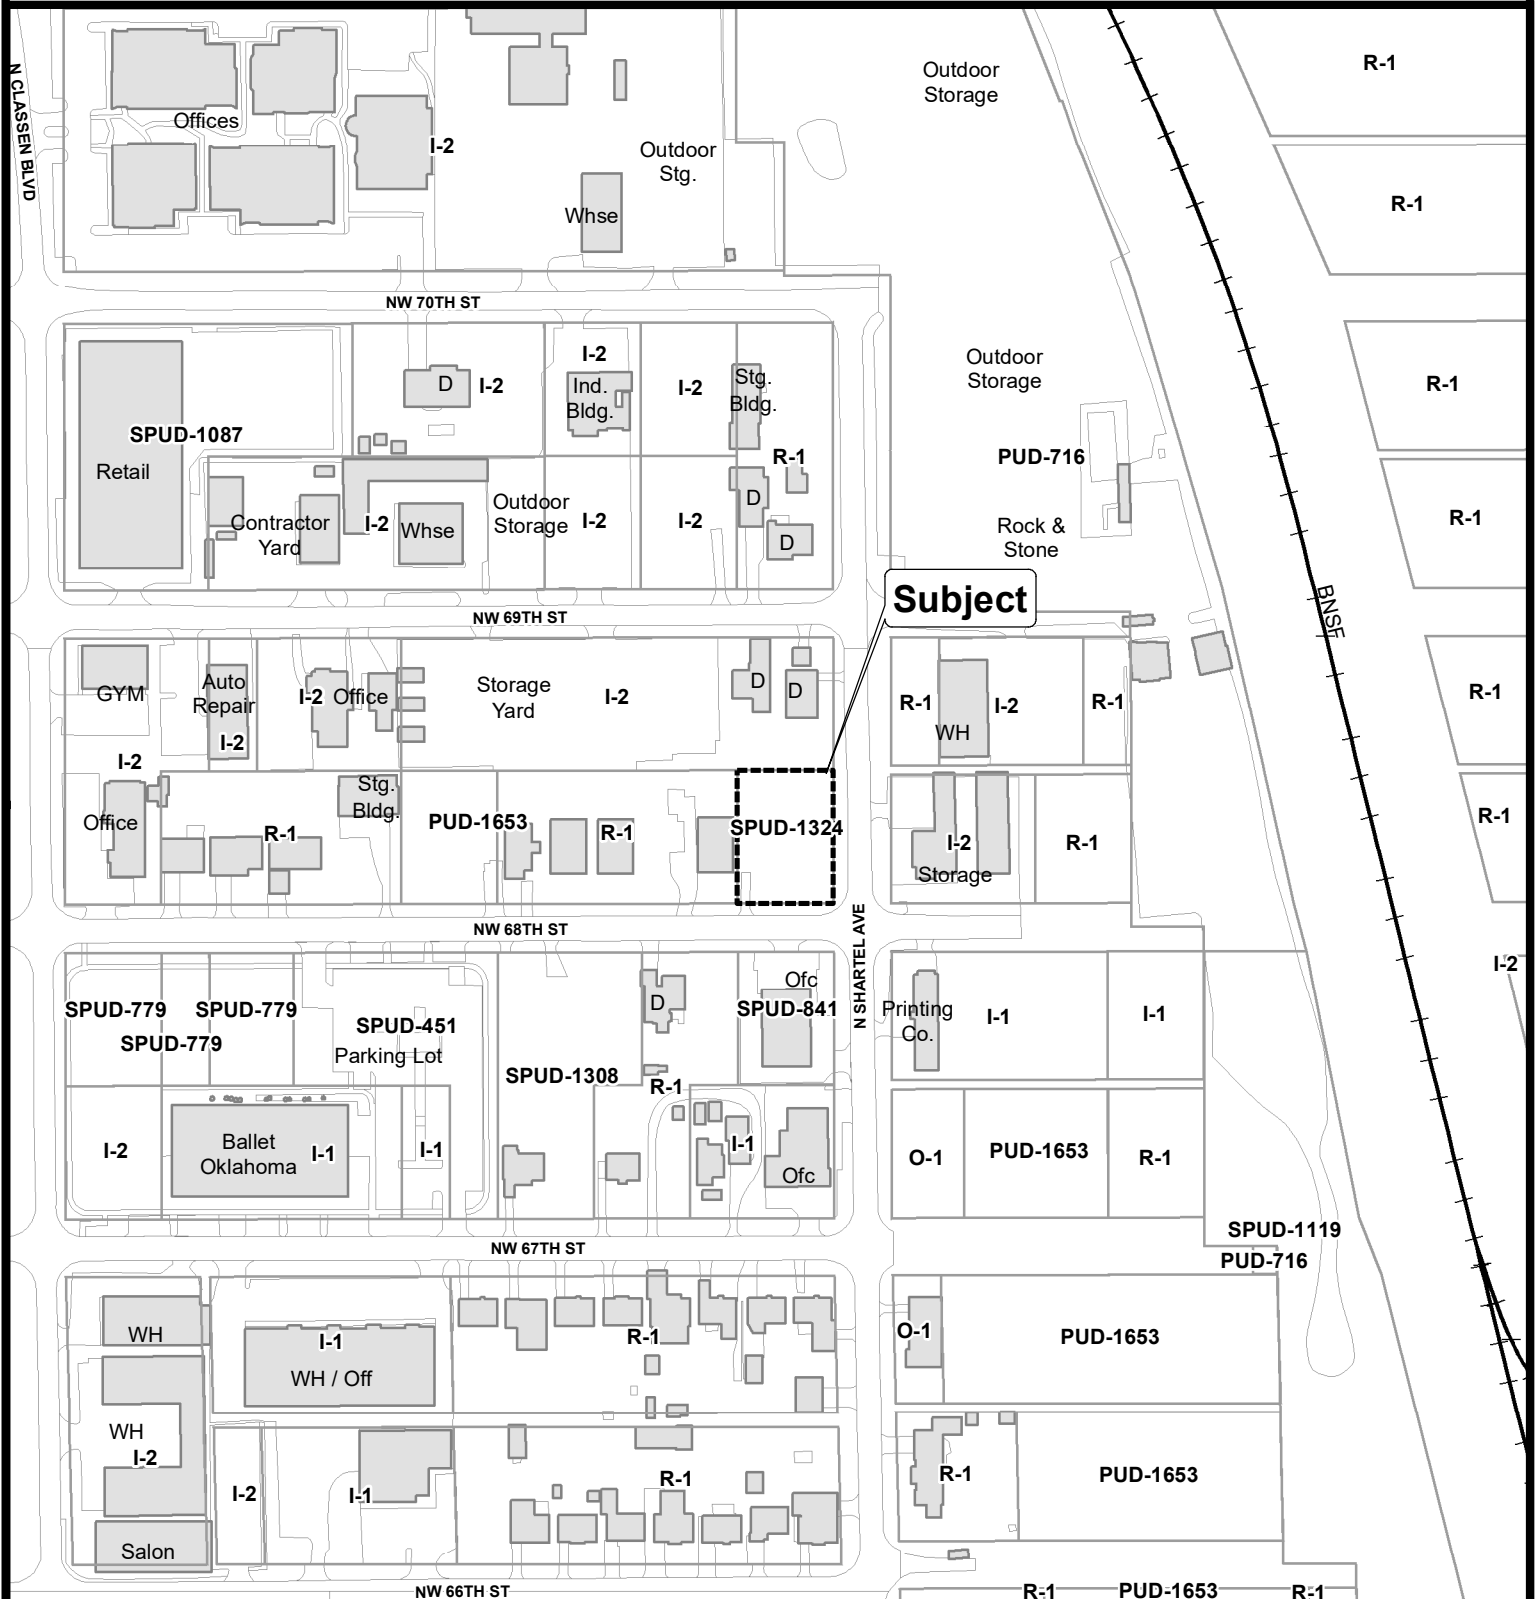 R-1
Outdoor
Storage
N CLASSEN BLVD
Offices
I-2
Outdoor
Stg.
R-1
Whse
NW 70TH ST
I-2
Outdoor
Storage
D
I-2
Ind.
Bldg.
I-2
Stg.
Bldg.
R-1
SPUD-1087
Retail
R-1
PUD-716
D
Outdoor
Storage
Contractor
Yard
I-2
Whse
I-2
I-2
D
R-1
Rock &
Stone
Subject
BNSF
NW 69TH ST
GYM
Auto
Repair
I-2
I-2
Office
Storage
Yard
I-2
D
D
R-1
WH
I-2
R-1
R-1
I-2
Office
Stg.
Bldg.
R-1
PUD-1653
R-1
SPUD-1324
I-2
Storage
R-1
R-1
NW 68TH ST
N SHARTEL AVE
I-2
SPUD-779
SPUD-779
SPUD-779
SPUD-451
Parking Lot
D
Ofc
SPUD-841
Printing
Co.
I-1
I-1
SPUD-1308
R-1
I-2
Ballet
Oklahoma
I-1
I-1
I-1
Ofc
O-1
PUD-1653
R-1
SPUD-1119
PUD-716
NW 67TH ST
WH
I-1
WH / Off
R-1
O-1
PUD-1653
WH
I-2
I-2
I-1
R-1
R-1
PUD-1653
Salon
NW 66TH ST
R-1
PUD-1653
R-1